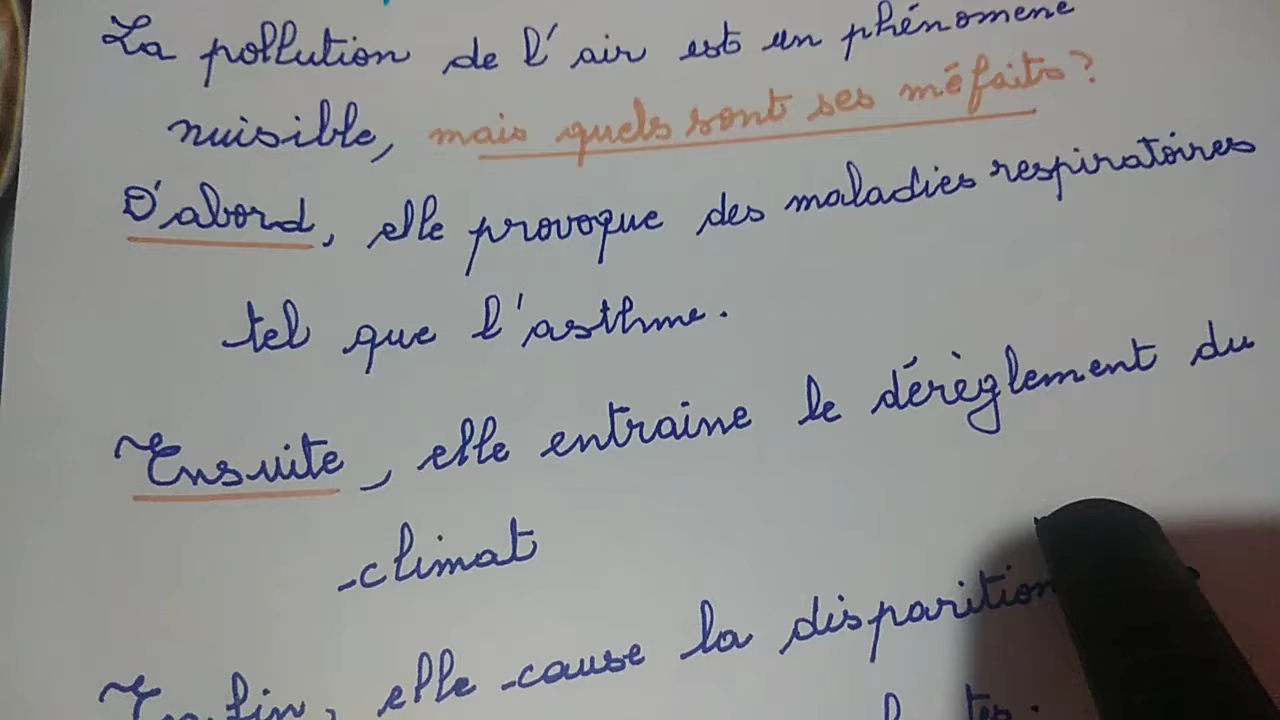 La pollution de l'air est un phénomène
nuisible, mais quels sont ses méfaits?
D'abord, elle provoque des maladies respiratoires
tel que l'asthme.
Ensuite, elle entraine le dérèglement du
climat
Enfin, elle cause la disparition